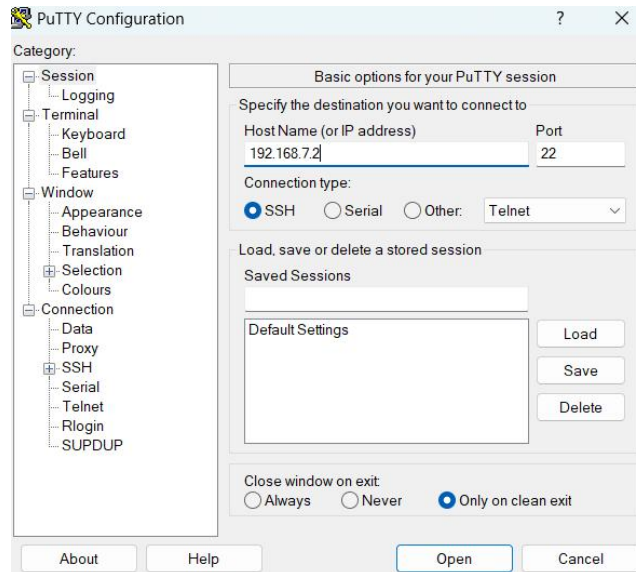 PuTTY Configuration ? X
Category:
Session
Logging
Terminal
Keyboard
Bell
Features
Window
Appearance
Behaviour
Translation
Selection
Colours
Connection
Data
Proxy
SSH
Serial
Telnet
Rlogin
SUPDUP
Basic options for your PuTTY session
Specify the destination you want to connect to
Host Name (or IP address) Port
192.168.7.2 22
Connection type:
SSH Serial Other: Telnet
Load, save or delete a stored session
Saved Sessions
Default Settings
Load
Save
Delete
Close window on exit:
Always Never Only on clean exit
About Help Open Cancel